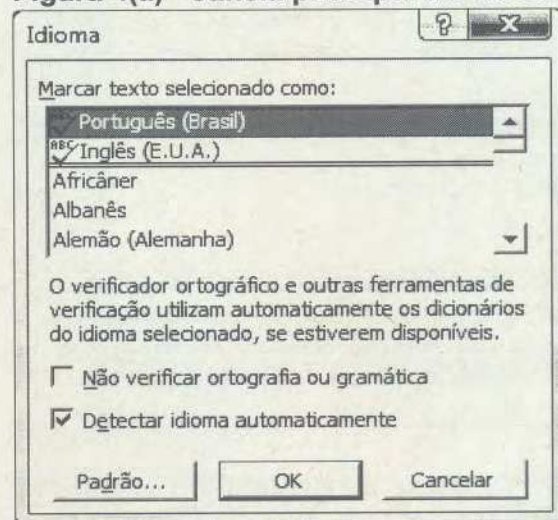 Idioma
Marcar texto selecionado como:
ABC Português (Brasil)
ABC Inglês (E.U.A.)
Africâner
Albanês
Alemão (Alemanha)
O verificador ortográfico e outras ferramentas de
verificação utilizam automaticamente os dicionários
do idioma selecionado, se estiverem disponíveis.
Não verificar ortografia ou gramática
Detectar idioma automaticamente
Padrão...
OK
Cancelar